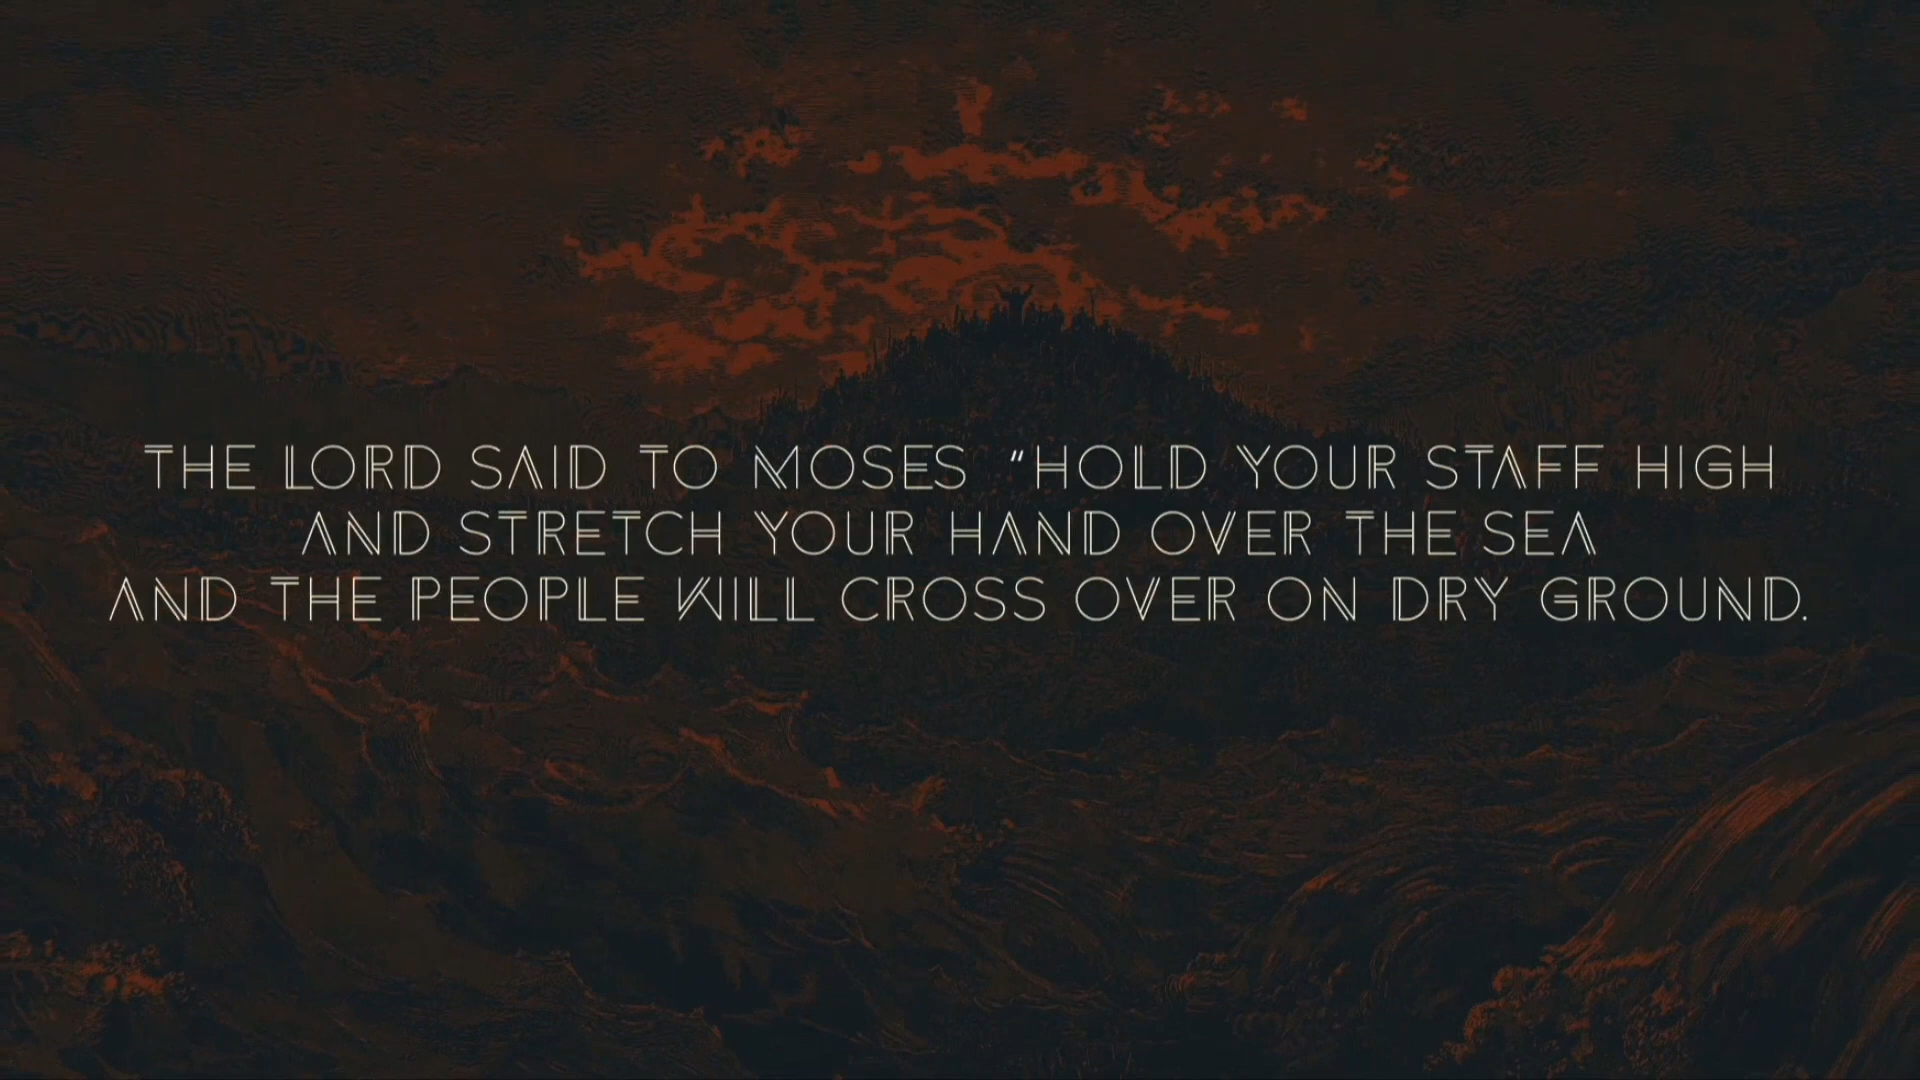 THE LORD SAID TO MOSES “HOLD YOUR STAFF HIGH
AND STRETCH YOUR HAND OVER THE SEA
AND THE PEOPLE WILL CROSS OVER ON DRY GROUND.